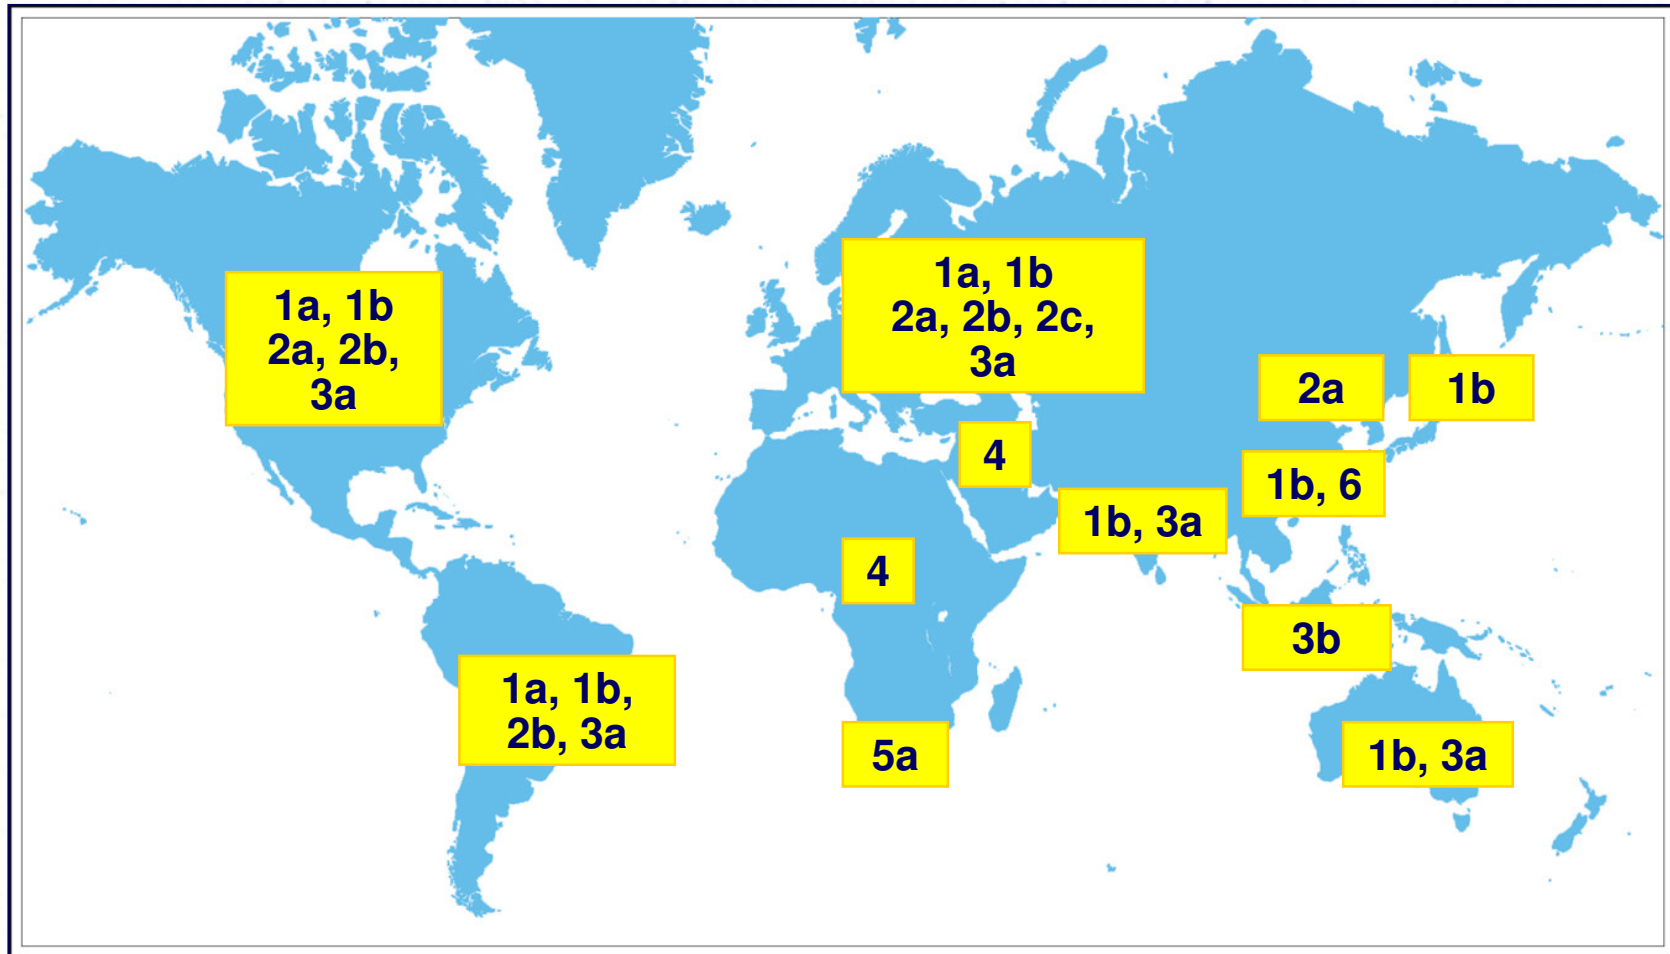 1a, 1b
2a, 2b,
3a
1a, 1b
2a, 2b, 2c,
3a
2a
1b
4
1b, 6
1b, 3a
4
3b
1a, 1b,
2b, 3a
5a
1b, 3a